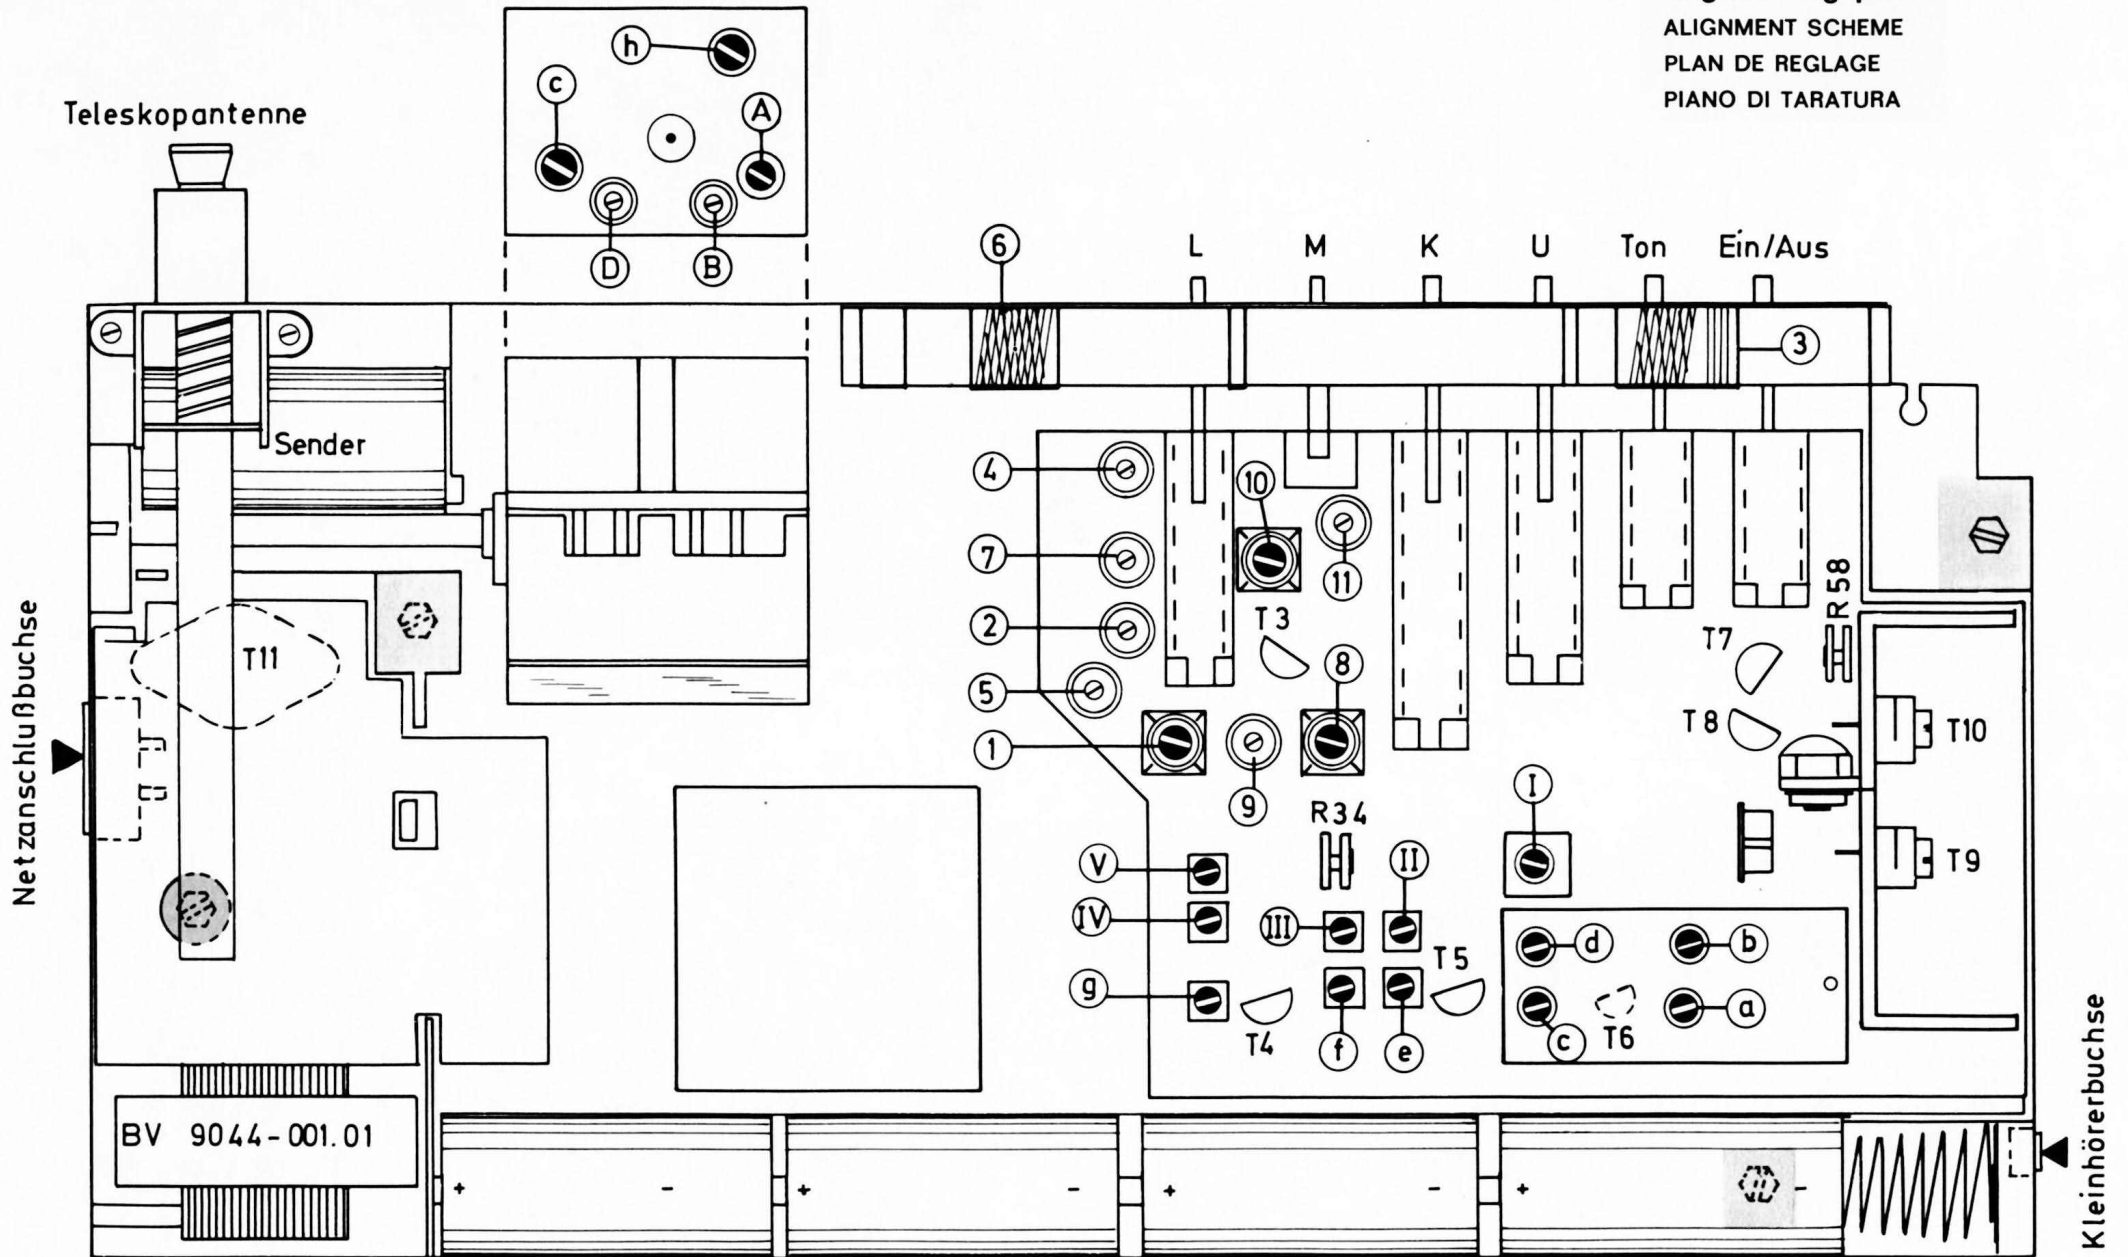 ALIGNMENT SCHEME
PLAN DE REGLAGE
PIANO DI TARATURA
h
c
A
Teleskopantenne
D
B
6
L M K U Ton Ein/Aus
3
Sender
4
10
7
11
R58
2
T3
T7
T11
8
5
T8
T10
1
9
Netzanschlußbuchse
I
R34
V
II
T9
IV
III
d
b
T5
g
a
T4
f
e
c
T6
Kleinhörerbuchse
BV 9044-001.01
+ - + - + - + -